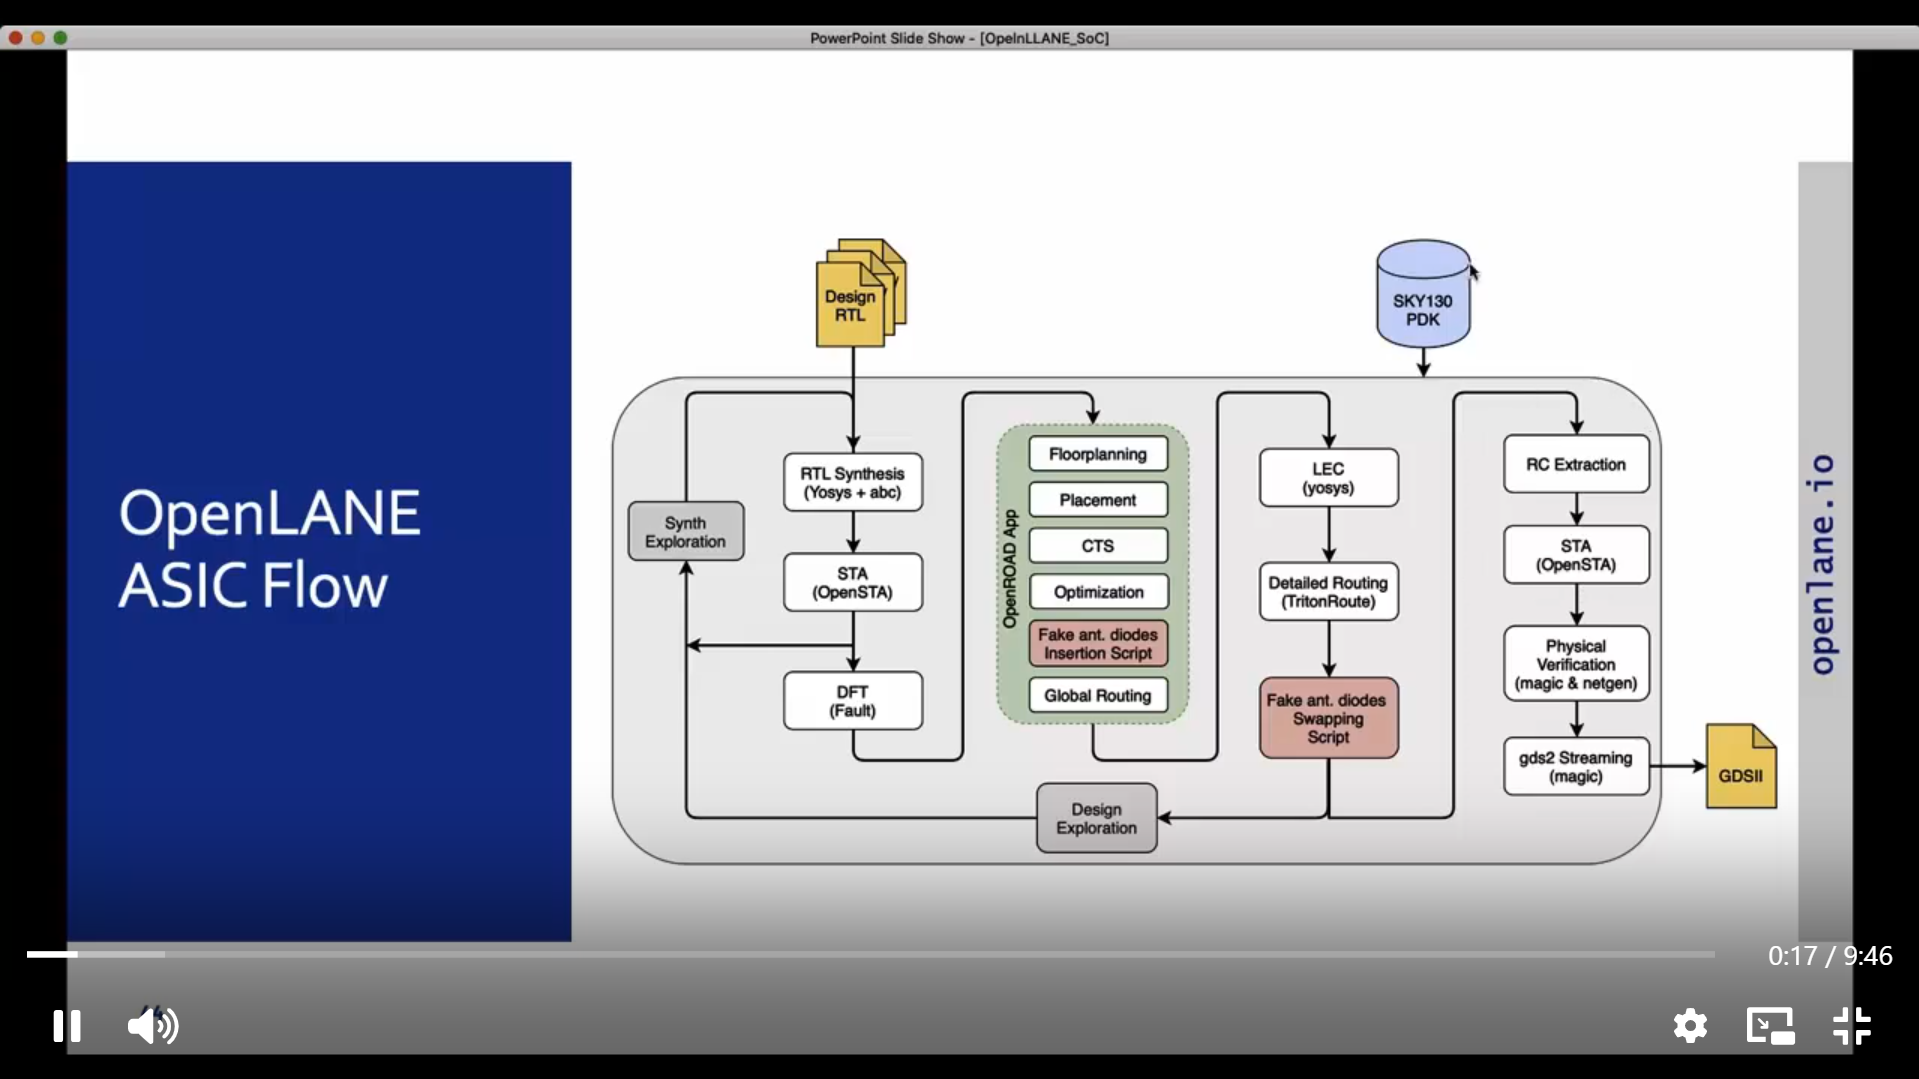 PowerPoint Slide Show - [OpeInLLANE_SoC]
OpenLANE
ASIC Flow
Design
RTL
SKY130
PDK
Synth
Exploration
RTL Synthesis
(Yosys + abc)
STA
(OpenSTA)
DFT
(Fault)
OpenROAD App
Floorplanning
Placement
CTS
Optimization
Fake ant. diodes
Insertion Script
Global Routing
LEC
(yosys)
Detailed Routing
(TritonRoute)
Fake ant. diodes
Swapping
Script
Design
Exploration
RC Extraction
STA
(OpenSTA)
Physical
Verification
(magic & netgen)
gds2 Streaming
(magic)
GDSII
openlane.io
0:17 / 9:46